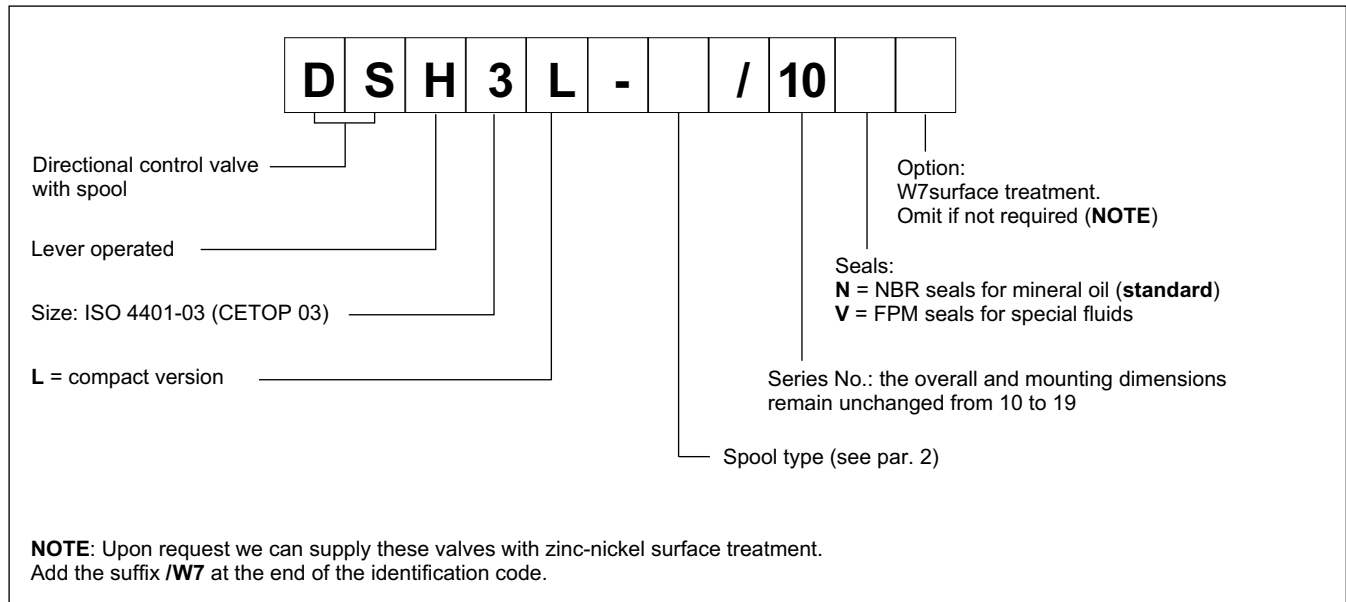 D S H 3 L - / 10
Directional control valve
with spool
Lever operated
Size: ISO 4401-03 (CETOP 03)
L = compact version
Option:
W7surface treatment.
Omit if not required (NOTE)
Seals:
N = NBR seals for mineral oil (standard)
V = FPM seals for special fluids
Series No.: the overall and mounting dimensions
remain unchanged from 10 to 19
Spool type (see par. 2)
NOTE: Upon request we can supply these valves with zinc-nickel surface treatment.
Add the suffix /W7 at the end of the identification code.